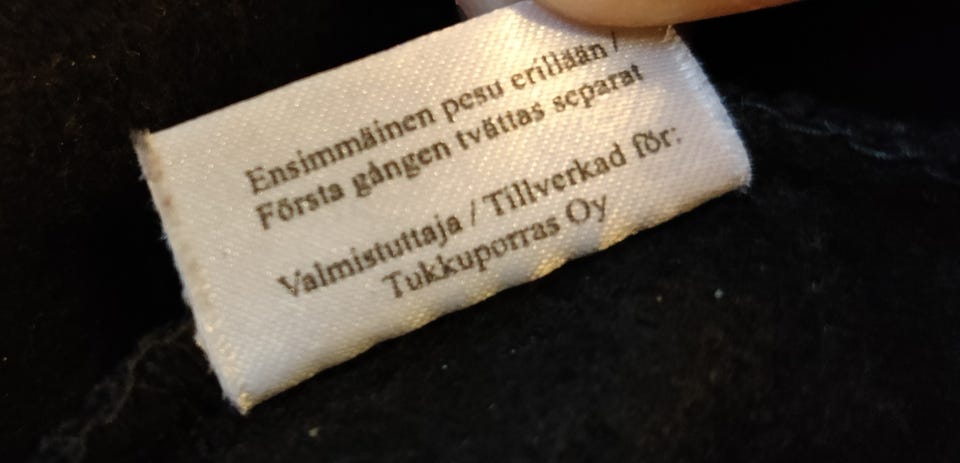 Ensimmäinen pesu erillään /
Första gången tvättas separat
Valmistuttaja / Tillverkad för:
Tukkuporras Oy